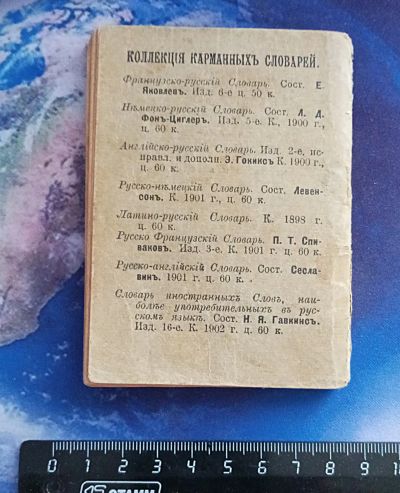 КОЛЛЕКЦІЯ КАРМАННЫХЪ СЛОВАРЕЙ.
Французско-русскій Словарь. Сост. Е.
Яковлевъ. Изд. 6-е ц. 50 к.
Нѣмецко-русскій Словарь. Сост. Л. Д.
Фонъ-Циглеръ. Изд. 5-е. К., 1900 г.,
ц. 60 к.
Англійско-русскій Словарь. Изд. 2-е, ис-
правл. и дополн. Э. Гокинсъ К. 1900 г.,
ц. 60 к.
Русско-нѣмецкій Словарь. Сост. Левен-
сонъ. К. 1901 г., ц. 60 к.
Латино-русскій Словарь. К. 1898 г.
ц. 60 к.
Русско Французскій Словарь. П. Т. Спи-
ваковъ. Изд. 3-е. К. 1901 г. ц. 60 к.
Русско-англійскій Словарь. Сост. Сесла-
винъ. 1901 г. ц. 60 к.
Словарь иностранныхъ Словъ, наи-
болѣе употребительныхъ въ рус-
скомъ языкѣ. Сост. Н. Я. Гавкинсъ.
Изд. 16-е. К. 1902 г. ц. 60 к.
0 1 2 3 4 5 6 7 8 9 10
STAMM